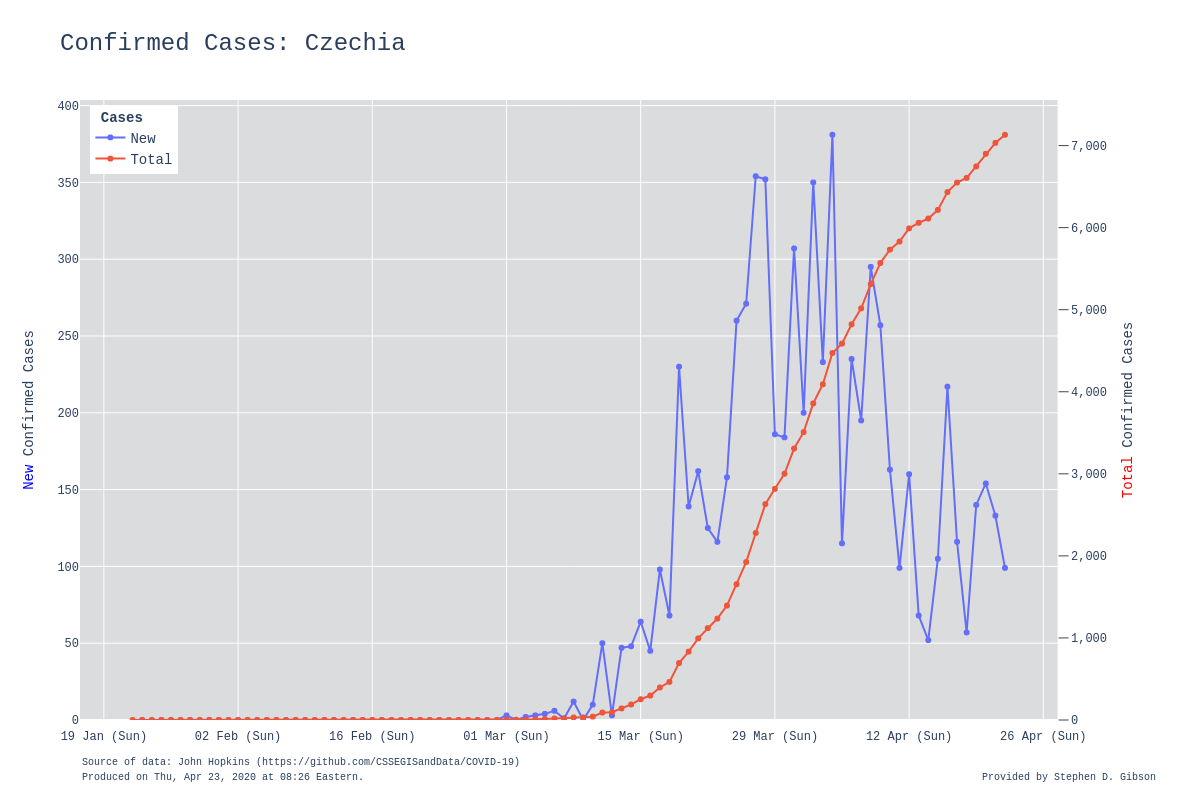 Confirmed Cases: Czechia
Cases
New
Total
400
350
300
250
200
150
100
50
0
7,000
6,000
5,000
4,000
3,000
2,000
1,000
0
New Confirmed Cases
Total Confirmed Cases
19 Jan (Sun) 02 Feb (Sun) 16 Feb (Sun) 01 Mar (Sun) 15 Mar (Sun) 29 Mar (Sun) 12 Apr (Sun) 26 Apr (Sun)
Source of data: John Hopkins (https://github.com/CSSEGISandData/COVID-19)
Produced on Thu, Apr 23, 2020 at 08:26 Eastern.
Provided by Stephen D. Gibson